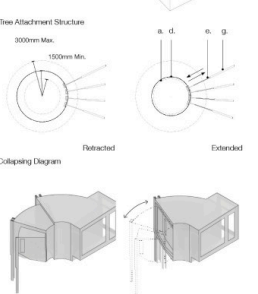 Tree Attachment Structure
3000mm Max.
1500mm Min.
a. d. e. g.
Retracted
Extended
Collapsing Diagram